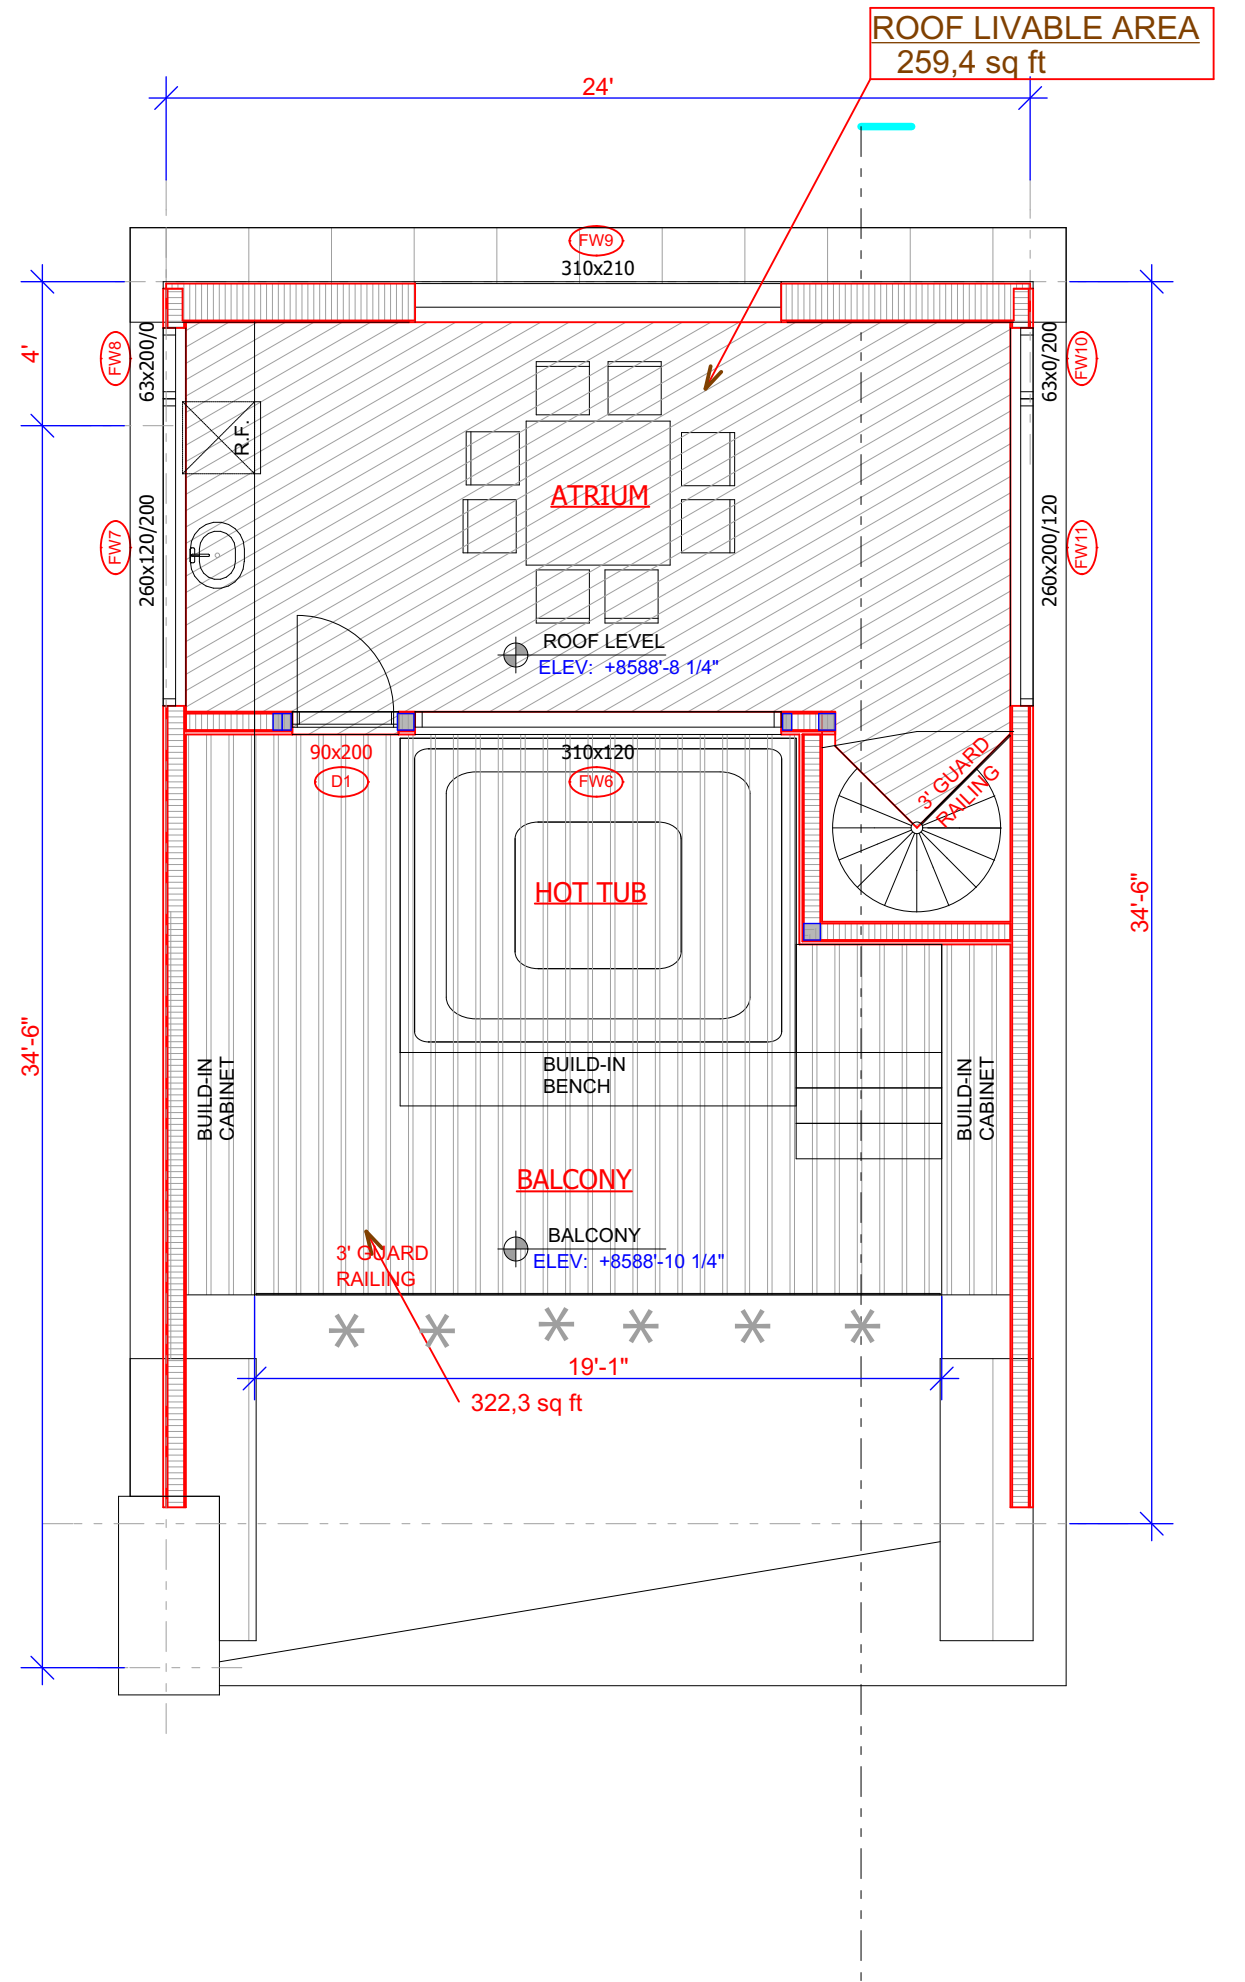 ROOF LIVABLE AREA
259,4 sq ft
24'
FW9
310x210
4'
FW8
63x200/0
63x0/200
FW10
R.F.
ATRIUM
FW7
260x120/200
260x200/120
FW11
ROOF LEVEL
ELEV: +8588'-8 1/4"
90x200
D1
310x120
FW6
3' GUARD
RAILING
HOT TUB
34'-6"
34'-6"
BUILD-IN
CABINET
BUILD-IN
BENCH
BUILD-IN
CABINET
BALCONY
BALCONY
ELEV: +8588'-10 1/4"
3' GUARD
RAILING
19'-1"
322,3 sq ft